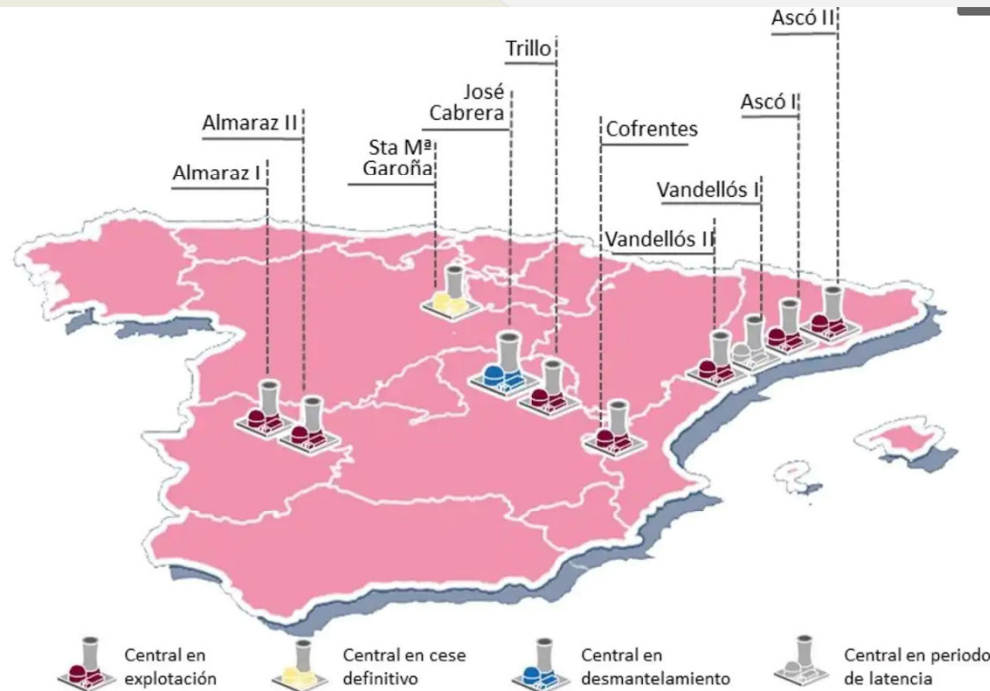 Ascó II
Trillo
José
Cabrera
Ascó I
Almaraz II
Cofrentes
Sta Mª
Garoña
Almaraz I
Vandellós I
Vandellós II
Central en
explotación
Central en cese
definitivo
Central en
desmantelamiento
Central en periodo
de latencia